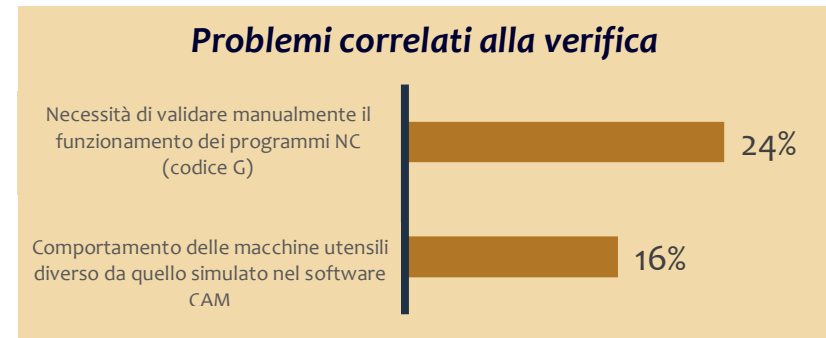 Problemi correlati alla verifica
Necessità di validare manualmente il
funzionamento dei programmi NC
(codice G)
24%
Comportamento delle macchine utensili
diverso da quello simulato nel software
CAM
16%